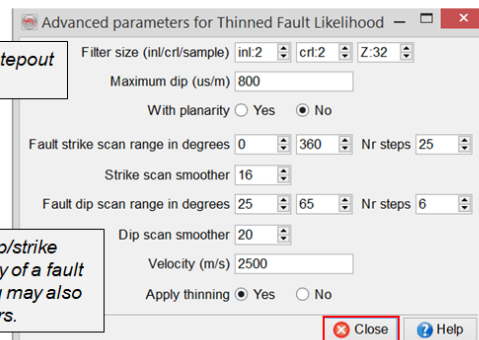 Advanced parameters for Thinned Fault Likelihood
tepout
Filter size (inl/crl/sample) inl:2 crl:2 Z:32
Maximum dip (us/m) 800
With planarity Yes No
Fault strike scan range in degrees 0 360 Nr steps 25
Strike scan smoother 16
Fault dip scan range in degrees 25 65 Nr steps 6
Dip scan smoother 20
p/strike
y of a fault
Velocity (m/s) 2500
may also
Apply thinning Yes No
rs.
Close Help